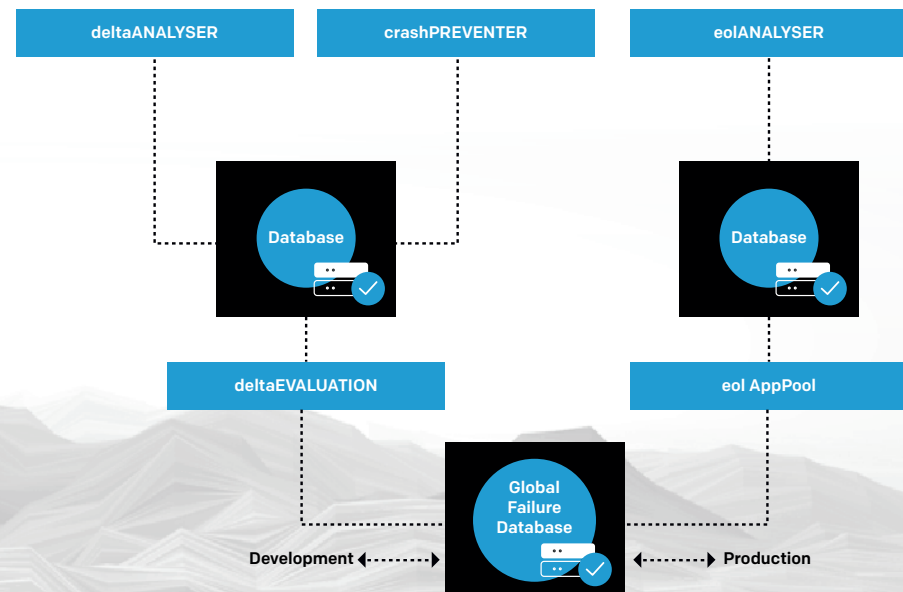 deltaANALYSER
crashPREVENTER
eolANALYSER
Database
Database
deltaEVALUATION
eol AppPool
Global
Failure
Database
Development
Production